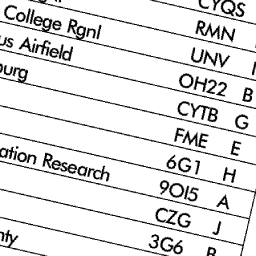 CYQS
RMN
College Rgnl UNV
us Airfield OH22 B
burg CYTB G
FME E
6G1 H
ation Research 9OI5 A
CZG J
3G6
nty